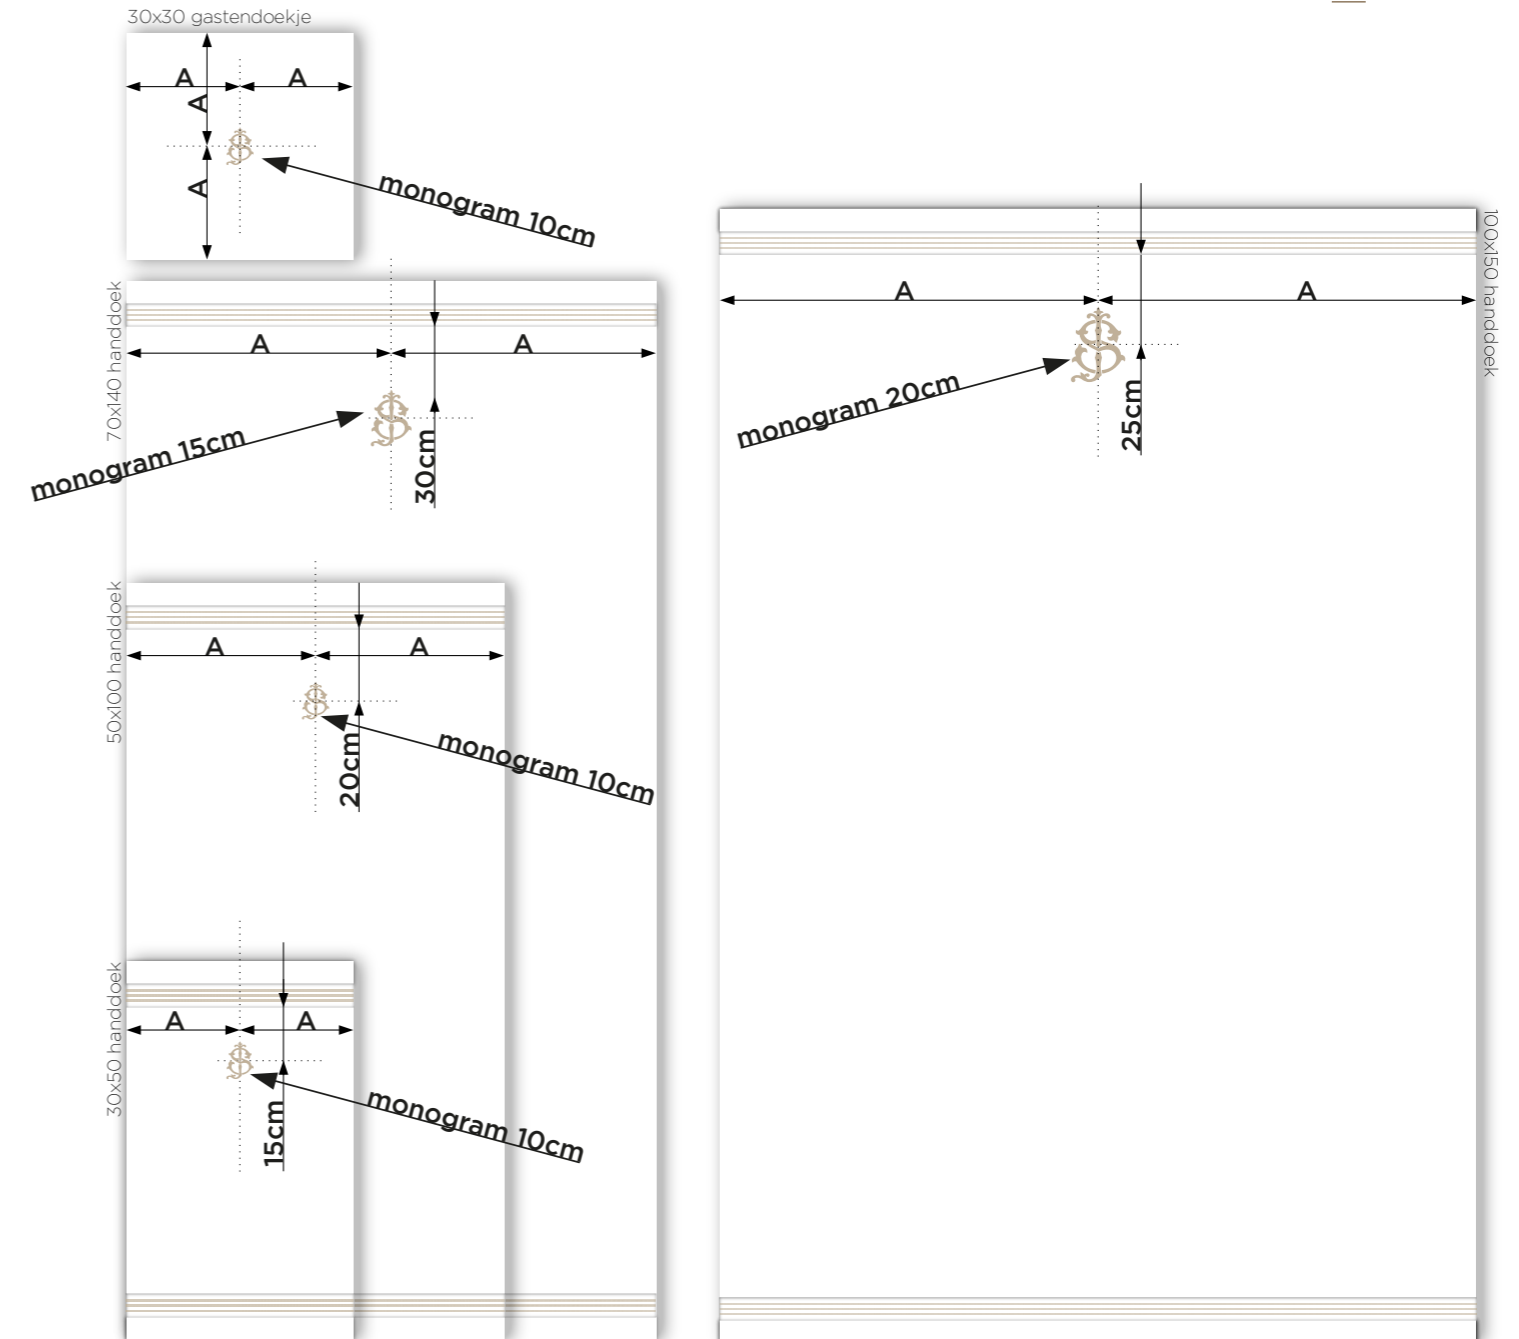 30x30 gastendoekje
A
A
A
A
monogram 10cm
70x140 handdoek
A
A
monogram 15cm
30cm
50x100 handdoek
A
A
20cm
monogram 10cm
30x50 handdoek
A
A
15cm
monogram 10cm
100x150 handdoek
A
A
monogram 20cm
25cm